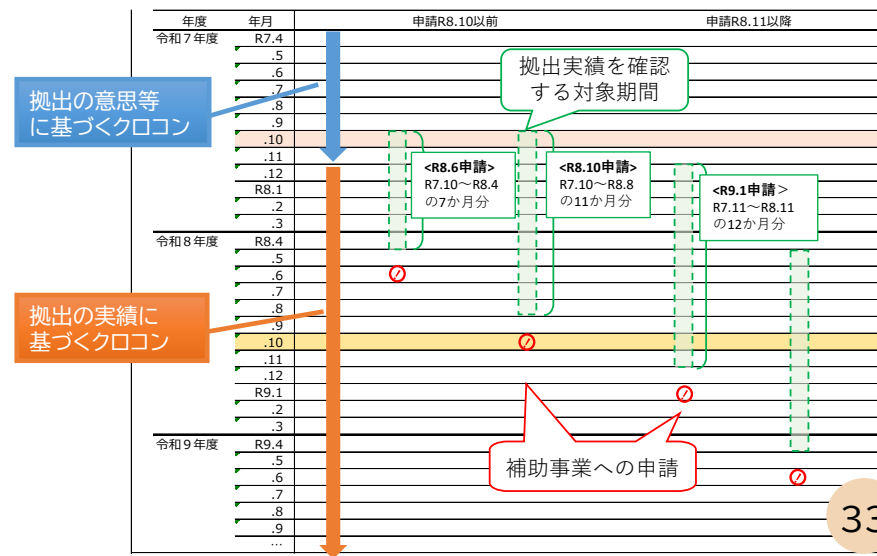 年度 年月 申請R8.10以前 申請R8.11以降
令和7年度 R7.4
.5
.6
.7
.8
.9
.10
.11
.12
R8.1
.2
.3
令和8年度 R8.4
.5
.6
.7
.8
.9
.10
.11
.12
R9.1
.2
.3
令和9年度 R9.4
.5
.6
.7
.8
.9
…
拠出の意思等
に基づくクロコン
拠出の実績に
基づくクロコン
拠出実績を確認
する対象期間
<R8.6申請>
R7.10～R8.4
の7か月分
<R8.10申請>
R7.10～R8.8
の11か月分
<R9.1申請＞
R7.11～R8.11
の12か月分
補助事業への申請
33